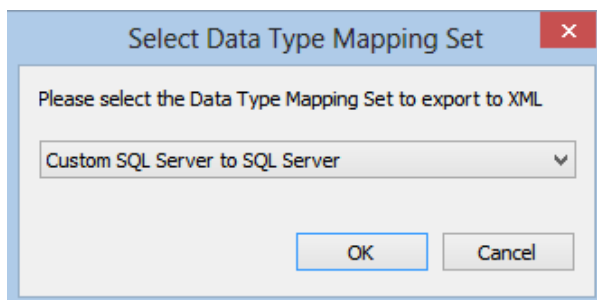 Select Data Type Mapping Set
Please select the Data Type Mapping Set to export to XML
Custom SQL Server to SQL Server
OK Cancel